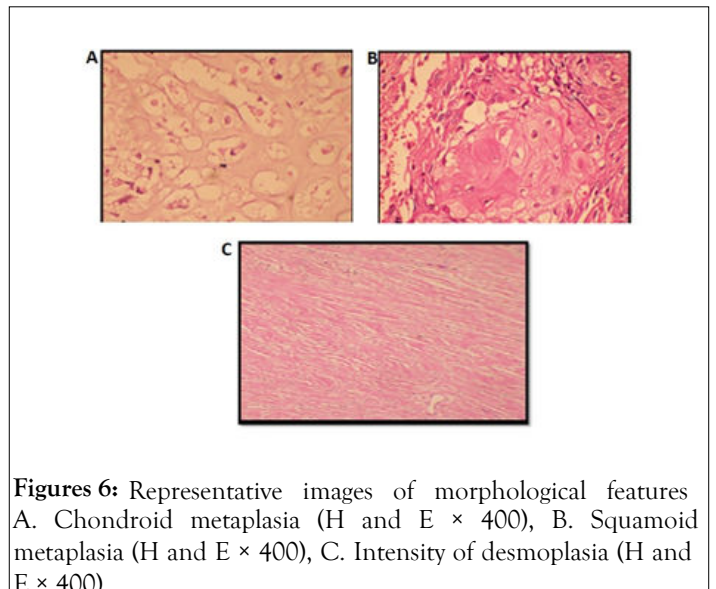 A
B
C
Figures 6: Representative images of morphological features
A. Chondroid metaplasia (H and E × 400), B. Squamoid
metaplasia (H and E × 400), C. Intensity of desmoplasia (H and
E × 400)